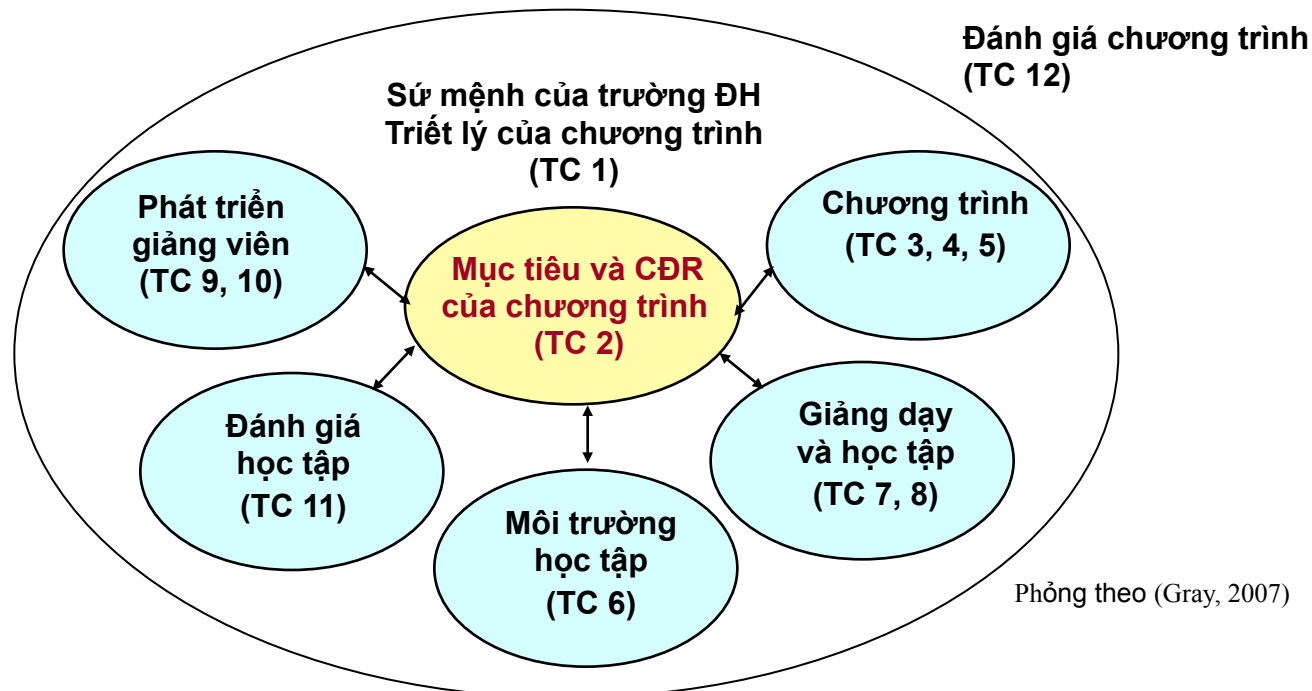 Đánh giá chương trình
(TC 12)
Sứ mệnh của trường ĐH
Triết lý của chương trình
(TC 1)
Phát triển
giảng viên
(TC 9, 10)
Mục tiêu và CĐR
của chương trình
(TC 2)
Chương trình
(TC 3, 4, 5)
Đánh giá
học tập
(TC 11)
Môi trường
học tập
(TC 6)
Giảng dạy
và học tập
(TC 7, 8)
Phỏng theo (Gray, 2007)